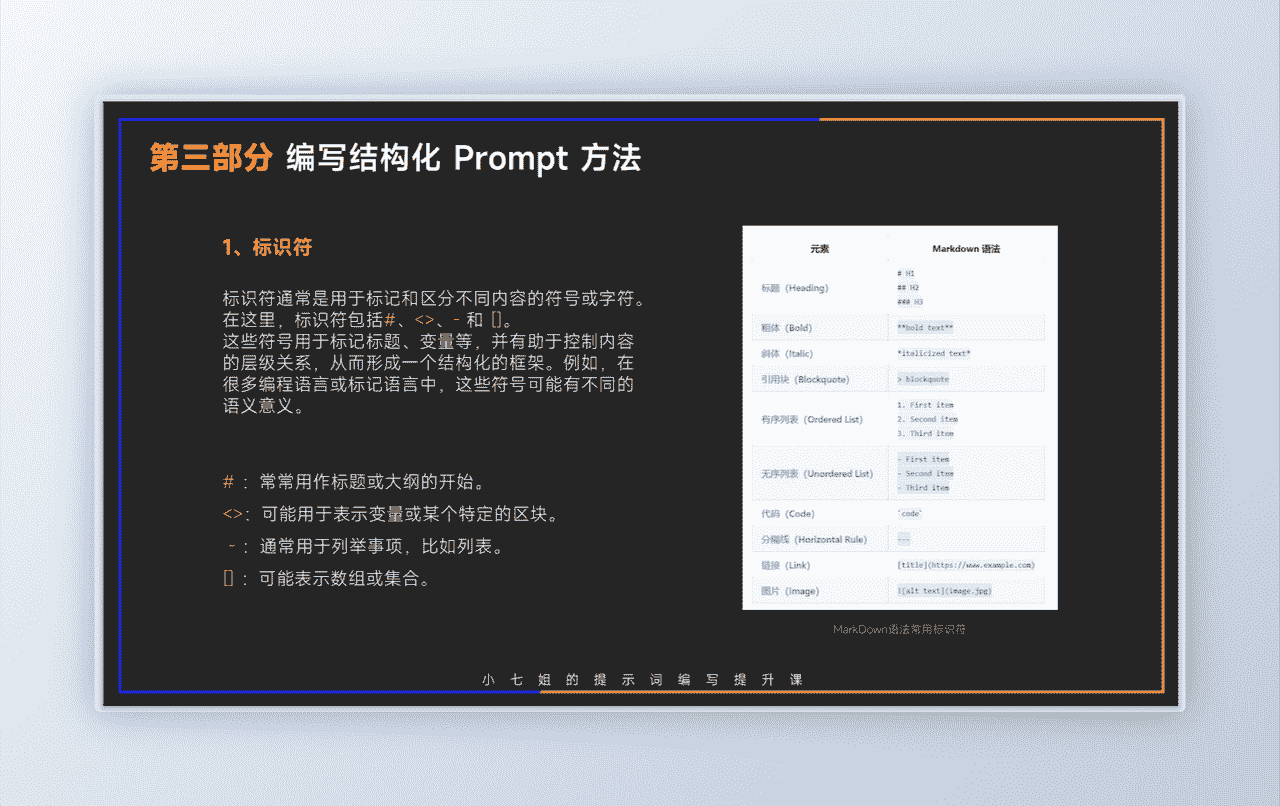 第三部分 编写结构化 Prompt 方法
1、标识符
标识符通常是用于标记和区分不同内容的符号或字符。
在这里，标识符包括#、<>、- 和 []。
这些符号用于标记标题、变量等，并有助于控制内容
的层级关系，从而形成一个结构化的框架。例如，在
很多编程语言或标记语言中，这些符号可能有不同的
语义意义。
# ：常常用作标题或大纲的开始。
<>：可能用于表示变量或某个特定的区块。
- ：通常用于列举事项，比如列表。
[] ：可能表示数组或集合。
元素 Markdown 语法
标题（Heading） # H1
## H2
### H3
粗体（Bold） **bold text**
斜体（Italic） *italicized text*
引用块（Blockquote） > blockquote
有序列表（Ordered List） 1. First item
2. Second item
3. Third item
无序列表（Unordered List） - First item
- Second item
- Third item
代码（Code） `code`
分隔线（Horizontal Rule） ---
链接（Link） [title](https://www.example.com)
图片（Image） ![alt text](image.jpg)
MarkDown语法常用标识符
小七姐的提示词编写提升课